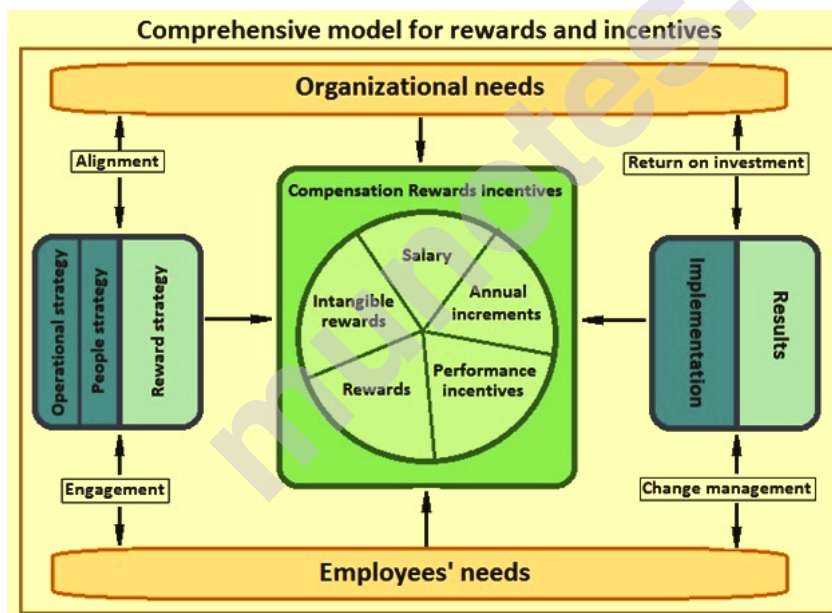 Comprehensive model for rewards and incentives
Organizational needs
Alignment
Return on investment
Compensation Rewards Incentives
Salary
Annual
increments
Performance
incentives
Rewards
Intangible
rewards
Operational strategy
People strategy
Reward strategy
Implementation
Results
Engagement
Change management
Employees' needs
munotes.